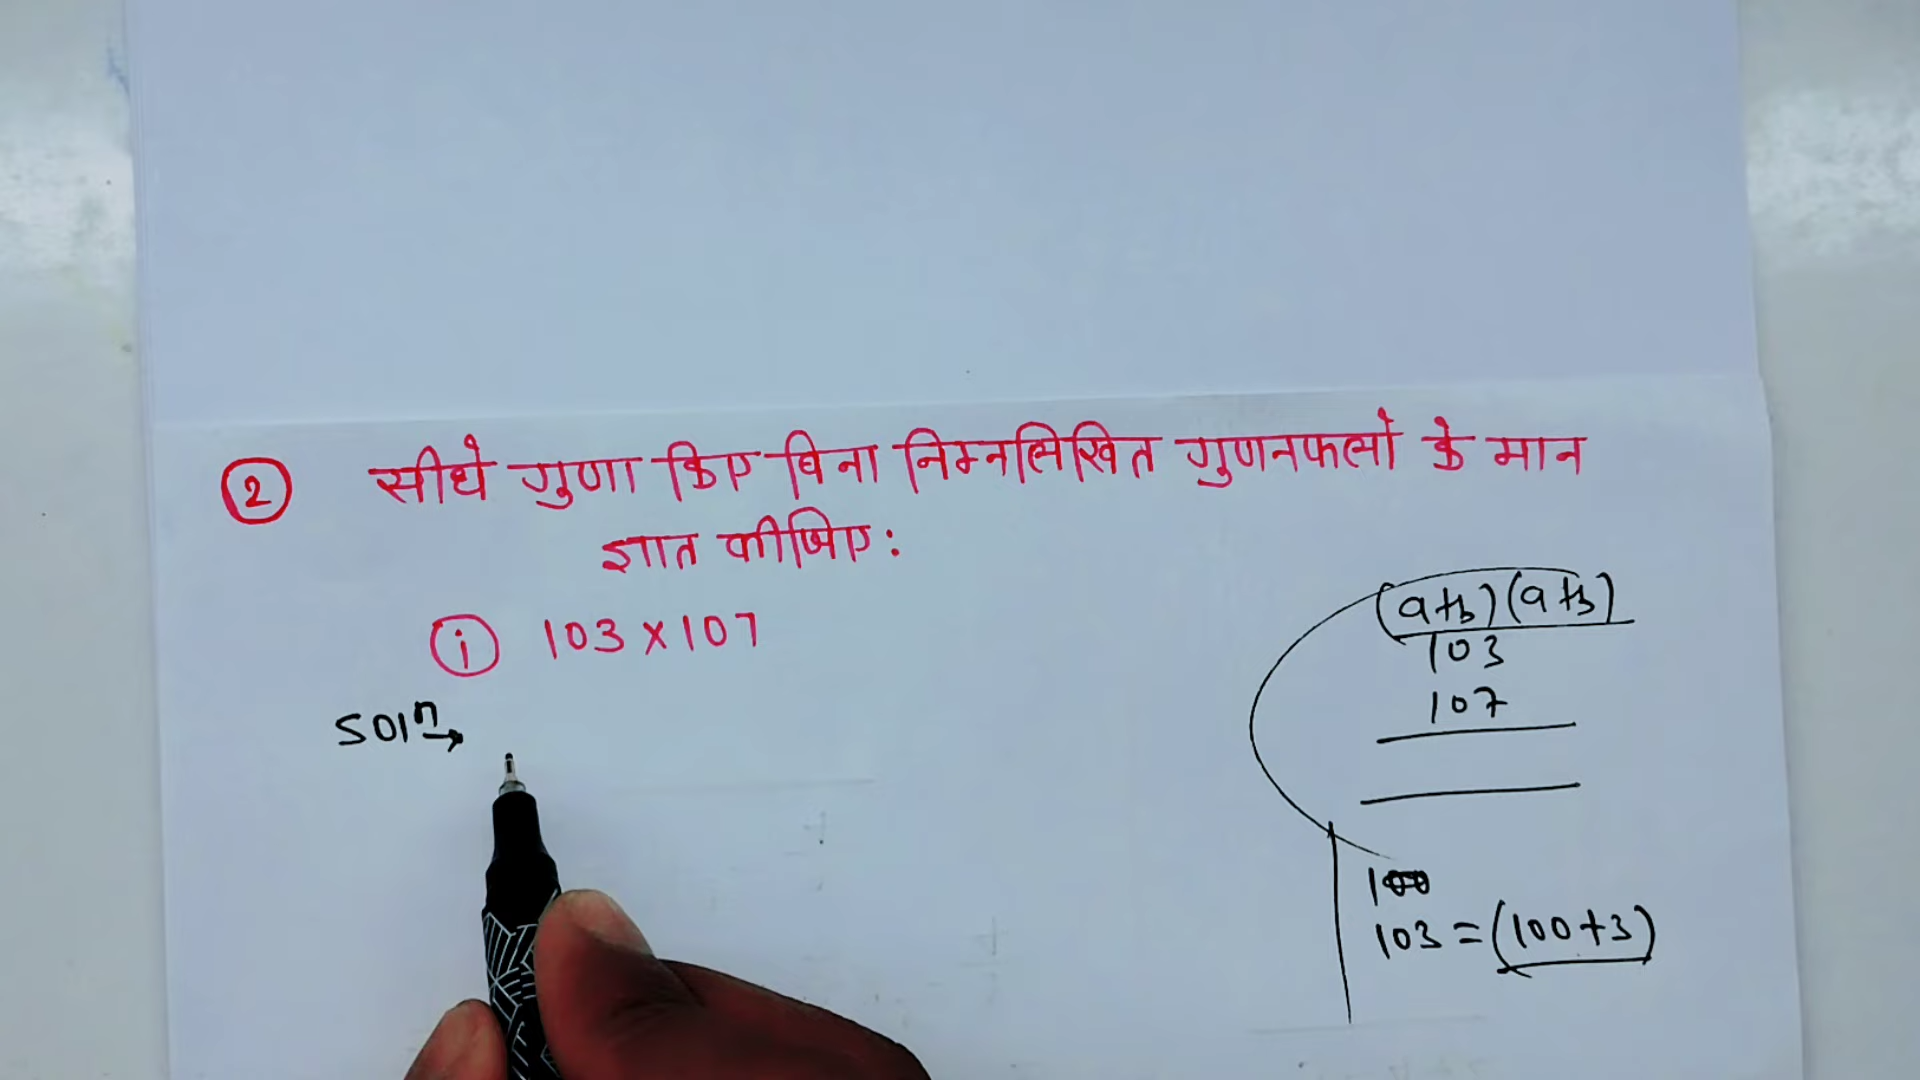 2 सीधे गुणा किए बिना निम्नलिखित गुणनफलो के मान
ज्ञात कीजिए:
i 103 x 107
Solⁿ→
(a+b)(a+b)
103
107
100
103 = (100+3)